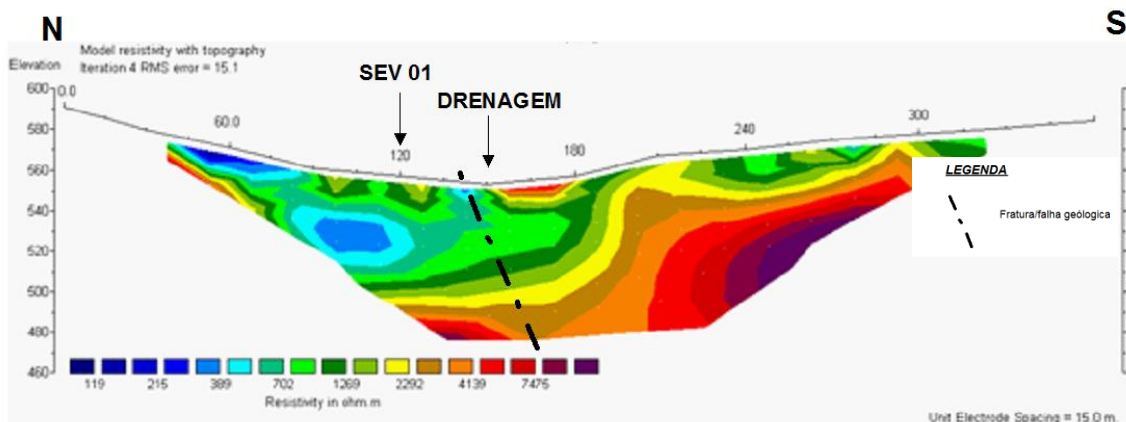 N
S
Model resistivity with topography
Iteration 4 RMS error = 15.1
Elevation
SEV 01
DRENAGEM
600
580
560
540
520
500
480
460
0.0
60.0
120
180
240
300
LEGENDA
Fratura/falha geólogica
119 215 389 702 1269 2292 4139 7475
Resistivity in ohm.m
Unit Electrode Spacing = 15.0 m.